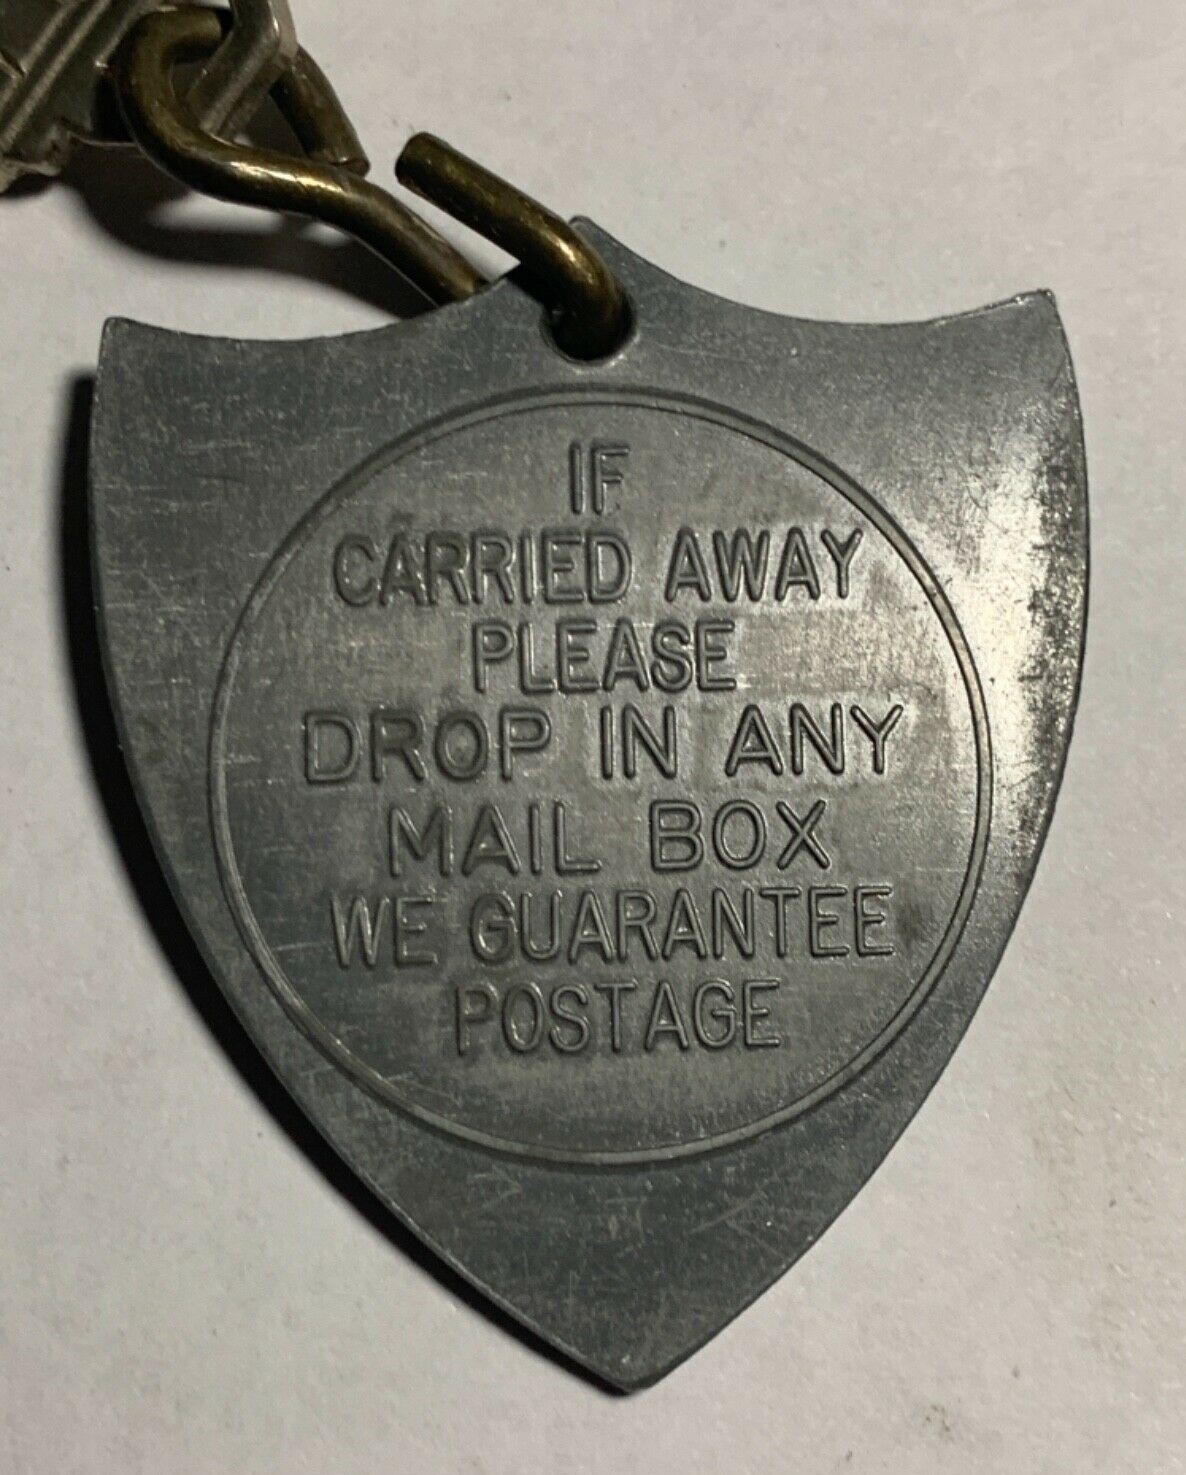 IF
CARRIED AWAY
PLEASE
DROP IN ANY
MAIL BOX
WE GUARANTEE
POSTAGE